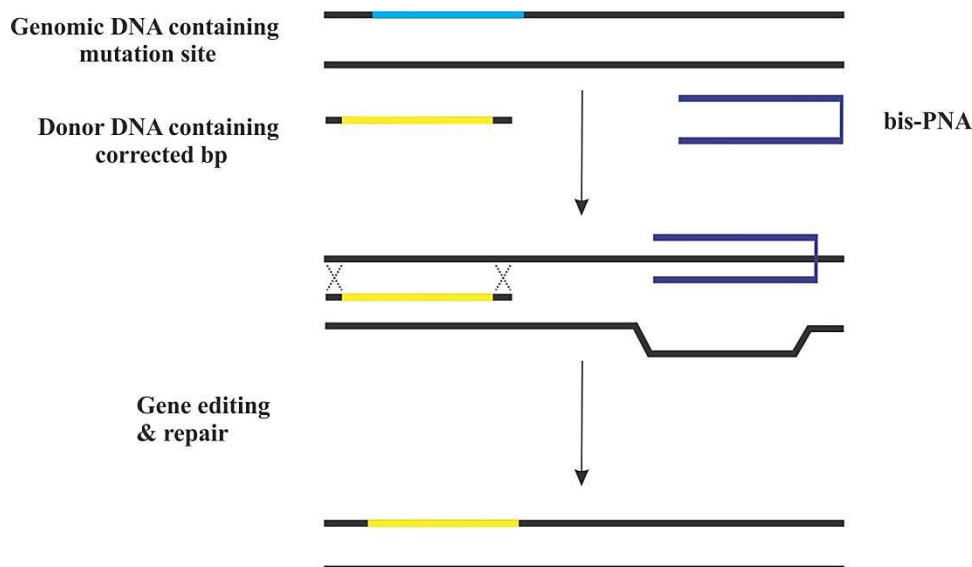 Genomic DNA containing
mutation site
Donor DNA containing
corrected bp
bis-PNA
Gene editing
& repair